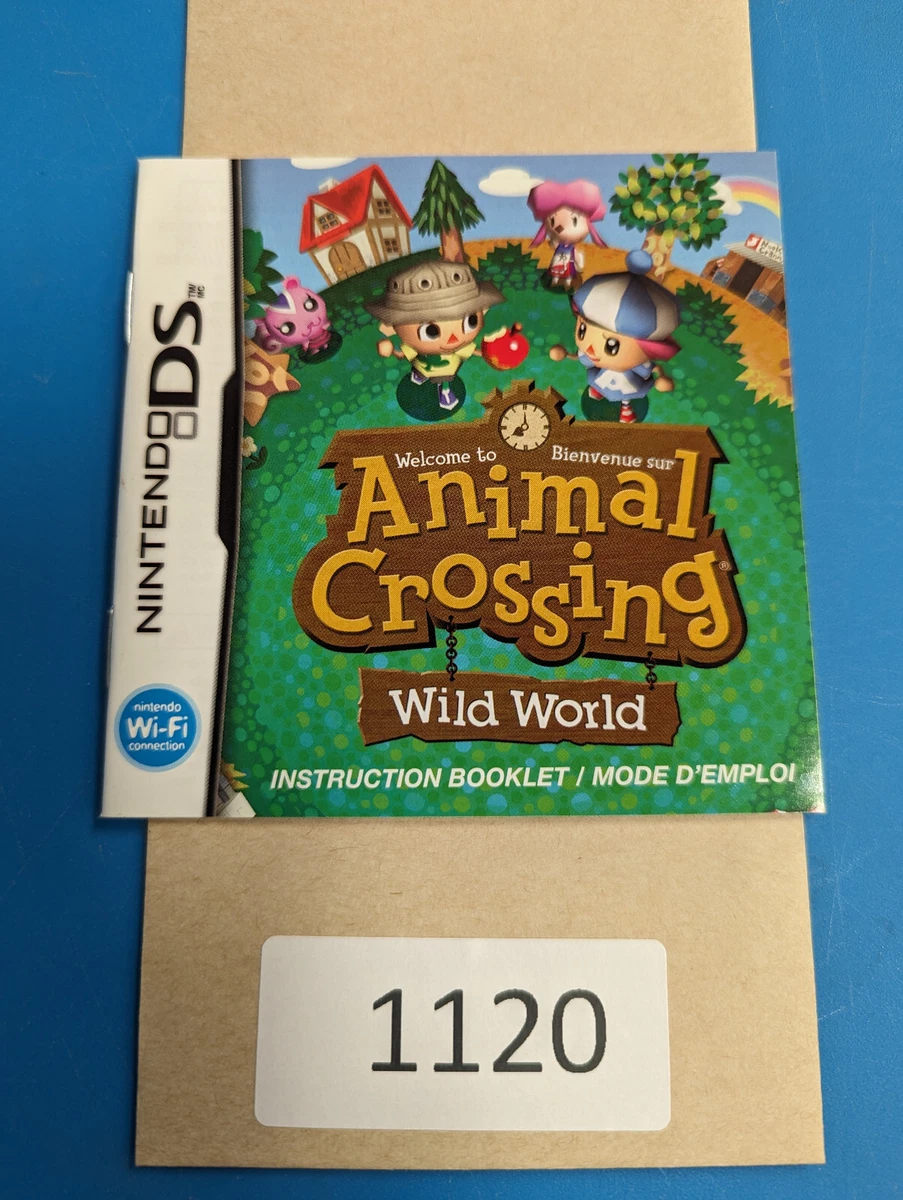 NINTENDO DS TM/MC
nintendo
Wi-Fi
connection
Welcome to
Bienvenue sur
Animal
Crossing®
Wild World
INSTRUCTION BOOKLET / MODE D'EMPLOI
1120